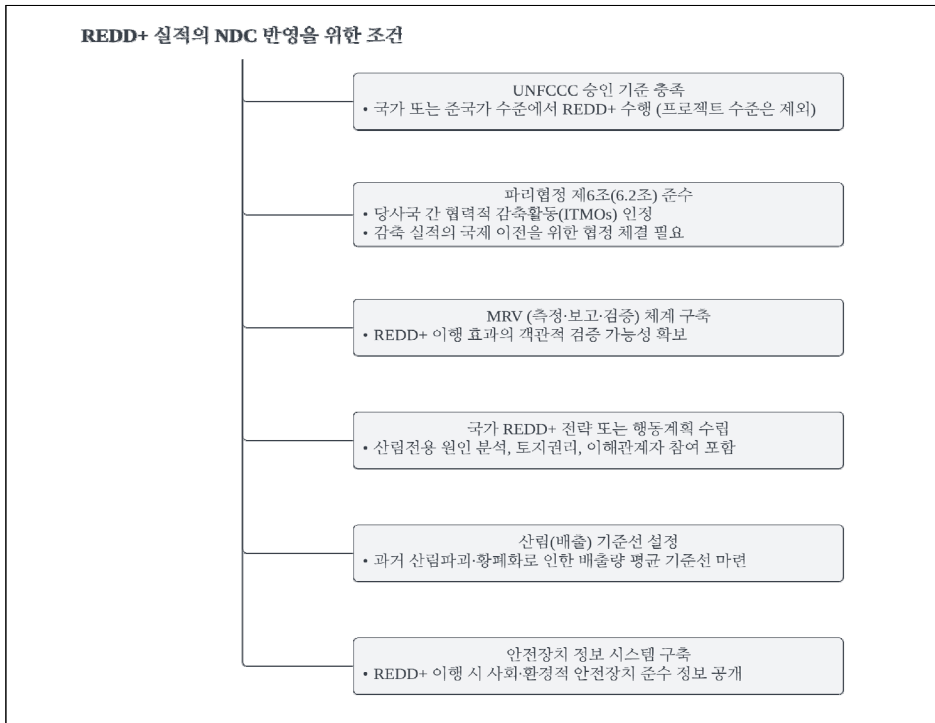 REDD+ 실적의 NDC 반영을 위한 조건
UNFCCC 승인 기준 충족
• 국가 또는 준국가 수준에서 REDD+ 수행 (프로젝트 수준은 제외)
파리협정 제6조(6.2조) 준수
• 당사국 간 협력적 감축활동(ITMOs) 인정
• 감축 실적의 국제 이전을 위한 협정 체결 필요
MRV (측정·보고·검증) 체계 구축
• REDD+ 이행 효과의 객관적 검증 가능성 확보
국가 REDD+ 전략 또는 행동계획 수립
• 산림전용 원인 분석, 토지권리, 이해관계자 참여 포함
산림(배출) 기준선 설정
• 과거 산림파괴·황폐화로 인한 배출량 평균 기준선 마련
안전장치 정보 시스템 구축
• REDD+ 이행 시 사회·환경적 안전장치 준수 정보 공개